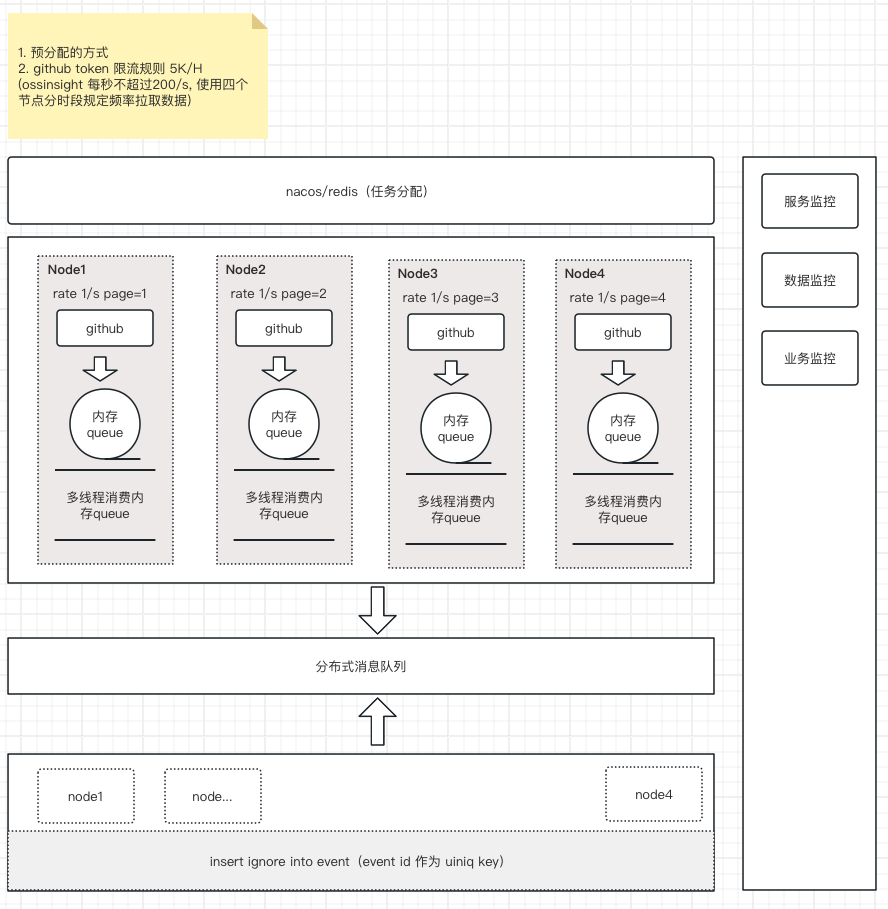 1. 预分配的方式
2. github token 限流规则 5K/H
(ossinsight 每秒不超过200/s, 使用四个
节点分时段规定频率拉取数据)
nacos/redis（任务分配）
服务监控
数据监控
业务监控
Node1
rate 1/s page=1
github
内存
queue
多线程消费内
存queue
Node2
rate 1/s page=2
github
内存
queue
多线程消费内
存queue
Node3
rate 1/s page=3
github
内存
queue
多线程消费内
存queue
Node4
rate 1/s page=4
github
内存
queue
多线程消费内
存queue
分布式消息队列
node1
node...
node4
insert ignore into event（event id 作为 uiniq key）